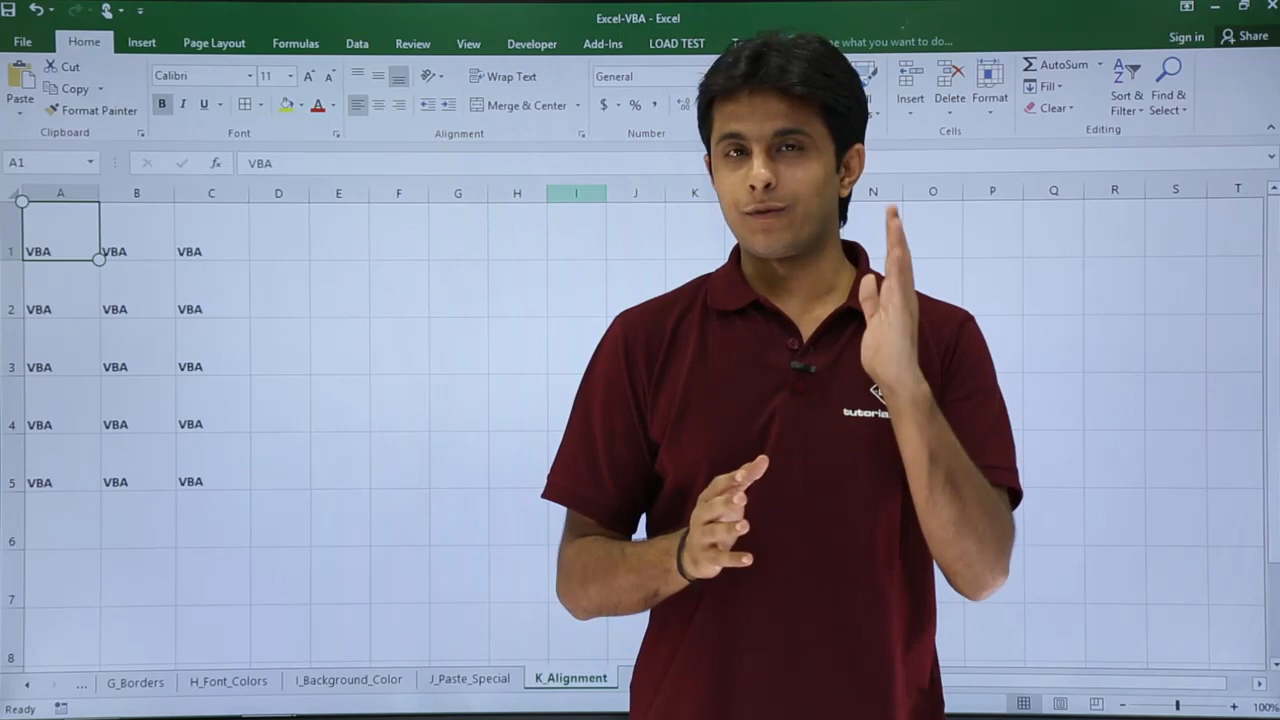 Excel-VBA - Excel
Sign in
Share
File Home Insert Page Layout Formulas Data Review View Developer Add-Ins LOAD TEST
me what you want to do...
Paste
Cut
Copy
Format Painter
Clipboard
Calibri 11
B I U
Font
Wrap Text
Merge & Center
Alignment
General
$ % ,
Number
Insert Delete Format
Cells
AutoSum
Fill
Clear
Sort & Filter
Find & Select
Editing
A1 fx VBA
A B C D E F G H I J K N O P Q R S T
1 VBA VBA VBA
2 VBA VBA VBA
3 VBA VBA VBA
4 VBA VBA VBA
5 VBA VBA VBA
6
7
8
tutoria
... G_Borders H_Font_Colors I_Background_Color J_Paste_Special K_Alignment
Ready
100%